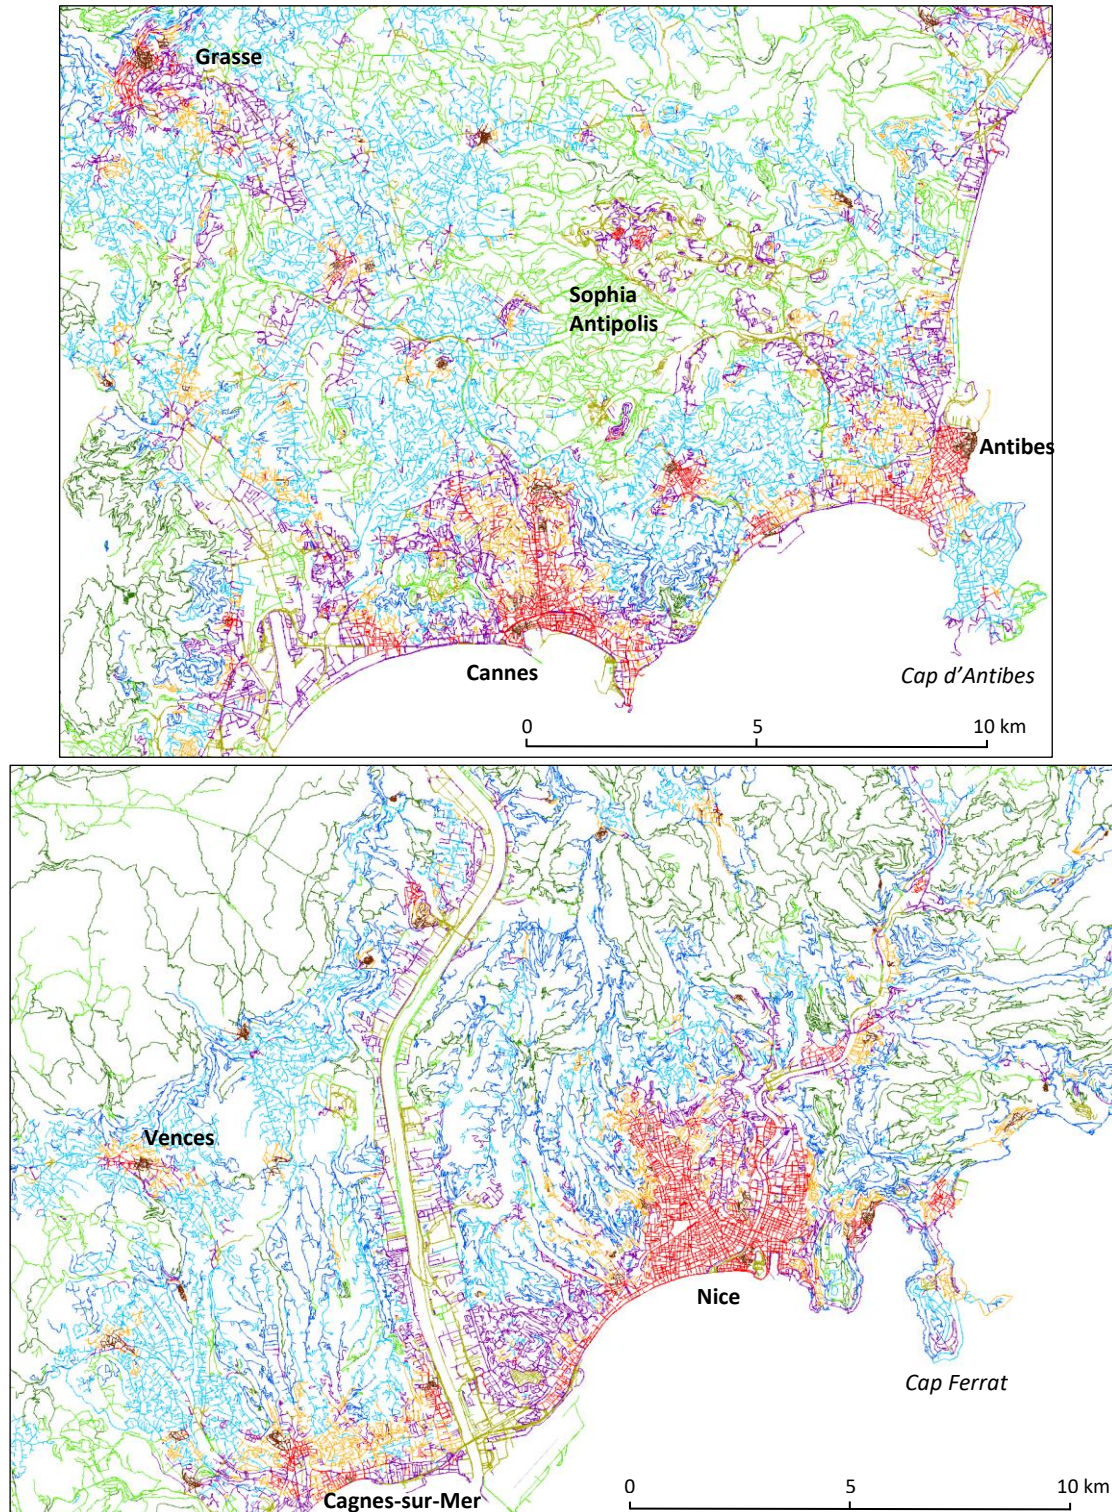 Grasse
Sophia
Antipolis
Antibes
Cannes
Cap d’Antibes
0 5 10 km
Vences
Nice
Cap Ferrat
Cagnes-sur-Mer
0 5 10 km